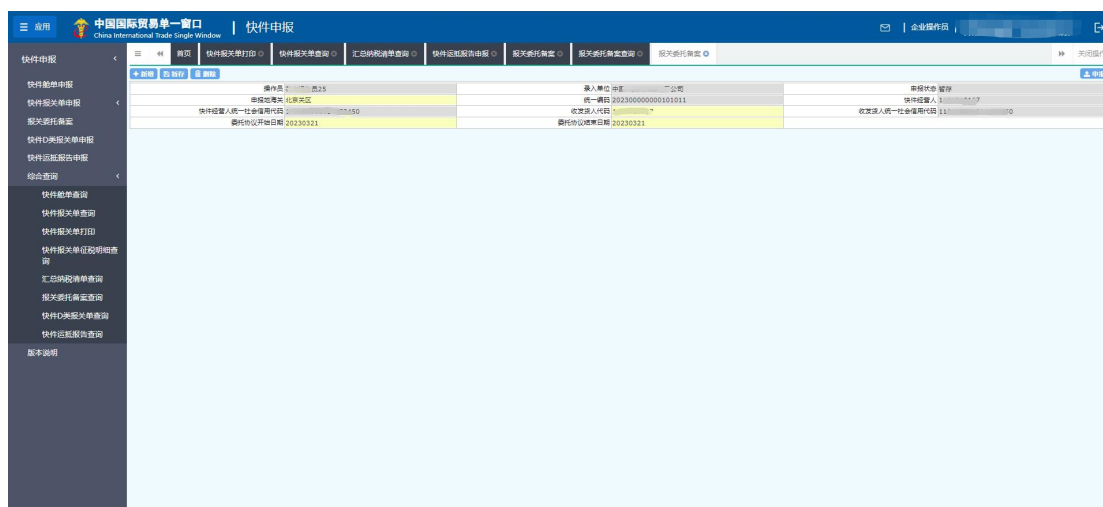 应用
中国国际贸易单一窗口
China International Trade Single Window
快件申报
企业操作员
快件申报
首页 快件报关单打印 快件报关单查询 汇总纳税清单查询 快件运抵报告申报 报关委托备案 报关委托备案查询 报关委托备案
新增 暂存 删除
操作员 员25 录入单位 公司 申报状态 暂存
申报地海关 北京关区 统一编码 202300000000101011 快件经营人
快件经营人统一社会信用代码 收发货人代码 收发货人统一社会信用代码
委托协议开始日期 20230321 委托协议结束日期 20230321
快件舱单申报
快件报关单申报
报关委托备案
快件D类报关单申报
快件运抵报告申报
综合查询
快件舱单查询
快件报关单查询
快件报关单打印
快件报关单征税明细查
询
汇总纳税清单查询
报关委托备案查询
快件D类报关单查询
快件运抵报告查询
版本说明